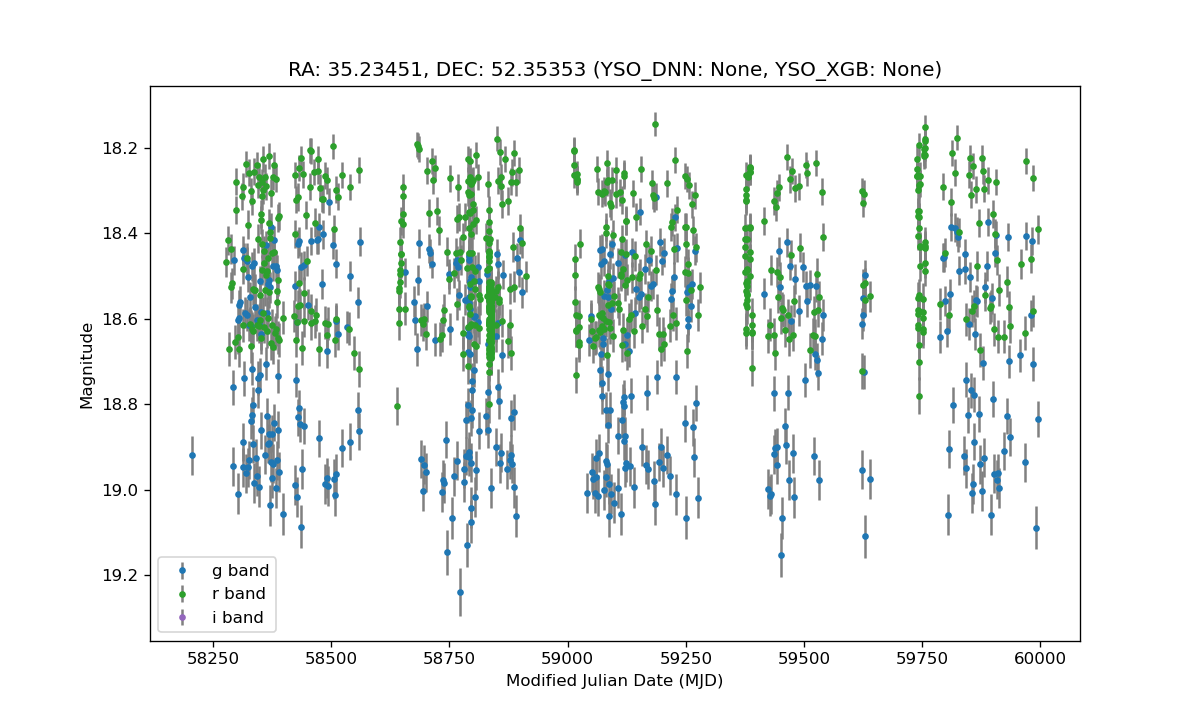 RA: 35.23451, DEC: 52.35353 (YSO_DNN: None, YSO_XGB: None)
Magnitude
18.2
18.4
18.6
18.8
19.0
19.2
g band
r band
i band
58250 58500 58750 59000 59250 59500 59750 60000
Modified Julian Date (MJD)